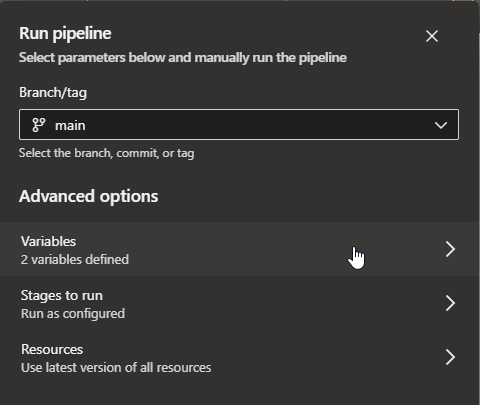 Run pipeline
Select parameters below and manually run the pipeline
Branch/tag
main
Select the branch, commit, or tag
Advanced options
Variables
2 variables defined
Stages to run
Run as configured
Resources
Use latest version of all resources